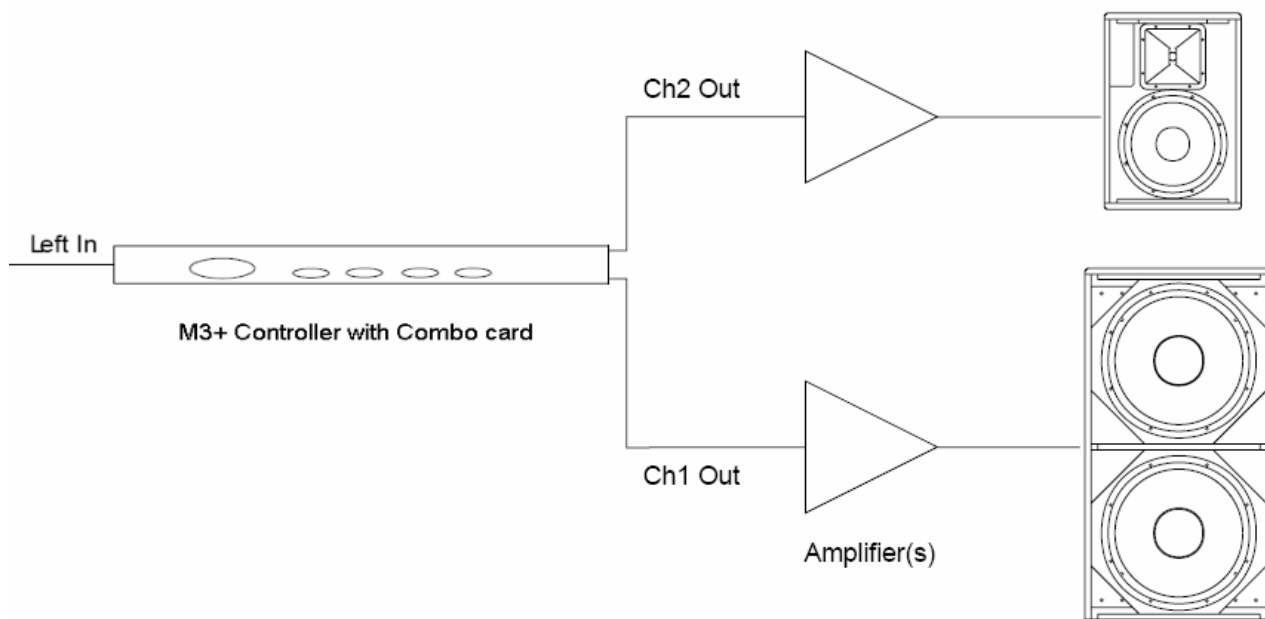 Ch2 Out
Left In
M3+ Controller with Combo card
Ch1 Out
Amplifier(s)